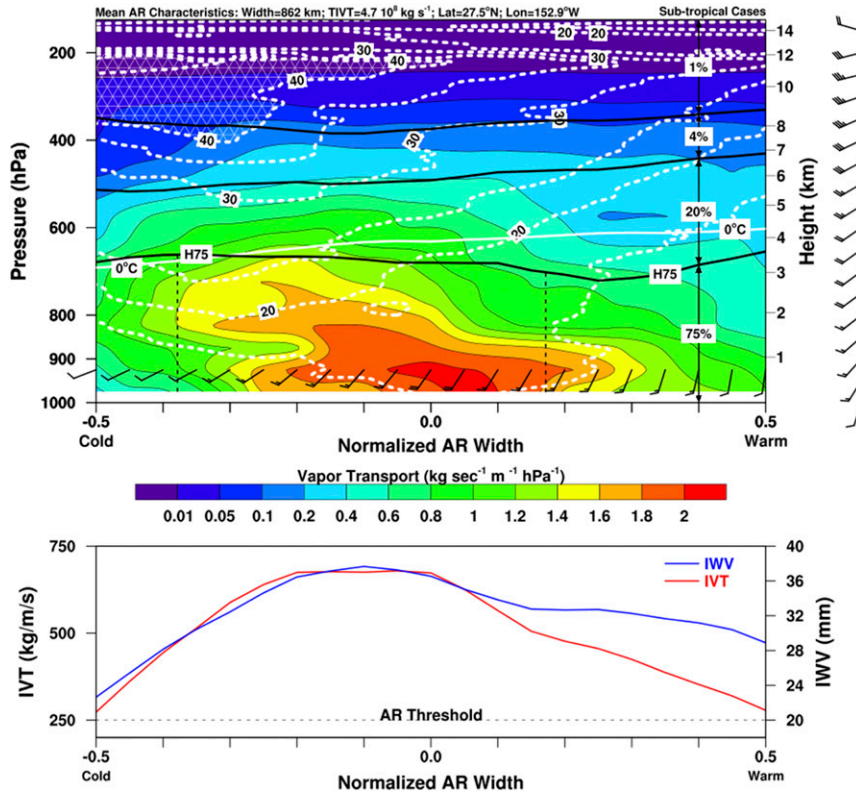 Mean AR Characteristics: Width=862 km; TIVT=4.7 10⁸ kg s⁻¹; Lat=27.5°N; Lon=152.9°W Sub-tropical Cases
200
400
600
800
900
1000
Pressure (hPa)
14
12
10
8
7
6
5
4
3
2
1
Height (km)
20 20
30 30
40 40
1%
40
30
30
4%
30
20%
20
0°C
0°C
H75
H75
20
75%
-0.5 0.0 0.5
Cold Normalized AR Width Warm
Vapor Transport (kg sec⁻¹ m⁻¹ hPa⁻¹)
0.01 0.05 0.1 0.2 0.4 0.6 0.8 1 1.2 1.4 1.6 1.8 2
750
500
250
IVT (kg/m/s)
40
36
32
28
24
20
IWV (mm)
IWV
IVT
AR Threshold
-0.5 0.0 0.5
Cold Normalized AR Width Warm